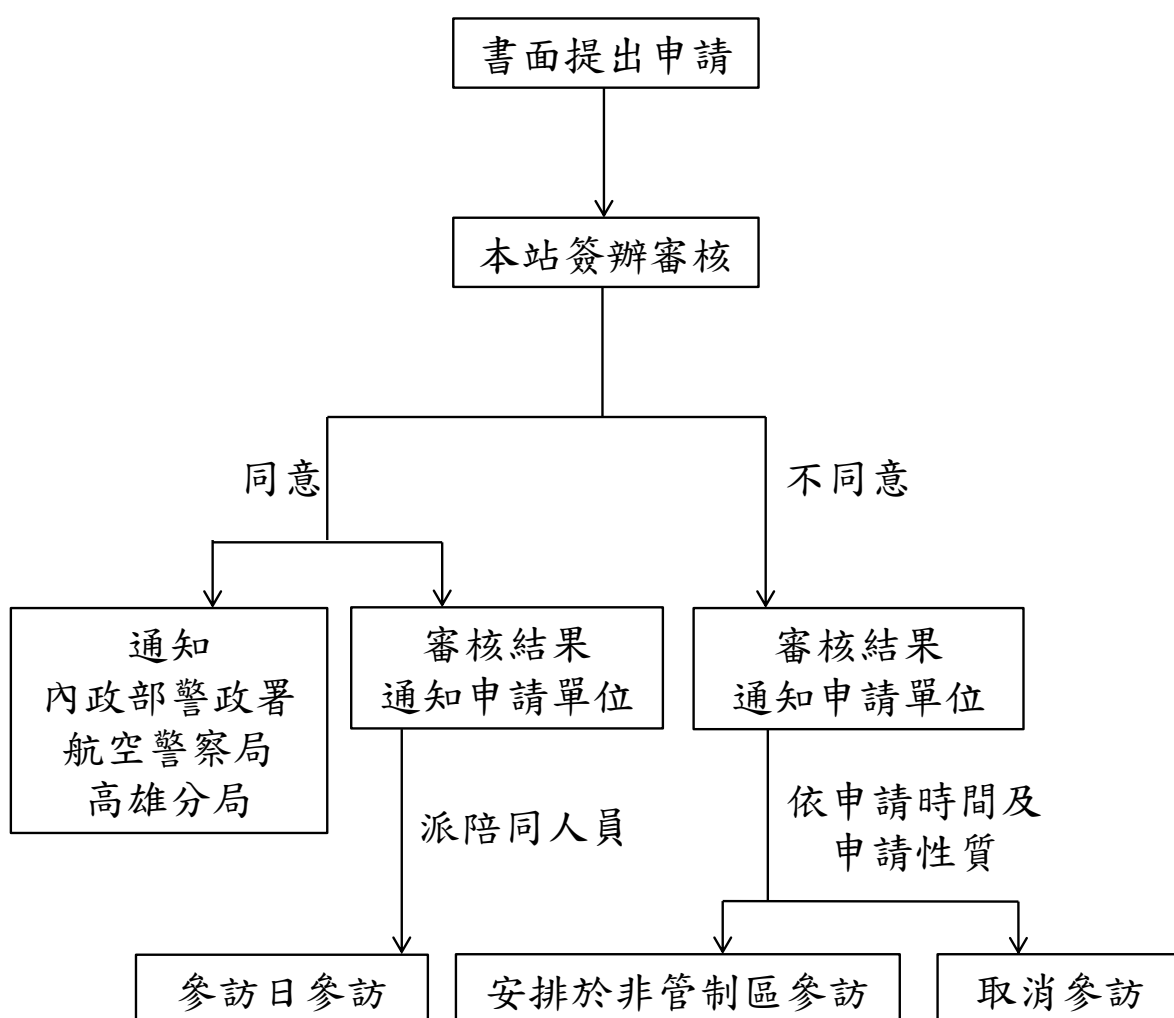 書面提出申請
本站簽辦審核
同意
不同意
通知
內政部警政署
航空警察局
高雄分局
審核結果
通知申請單位
審核結果
通知申請單位
派陪同人員
依申請時間及
申請性質
參訪日參訪
安排於非管制區參訪
取消參訪